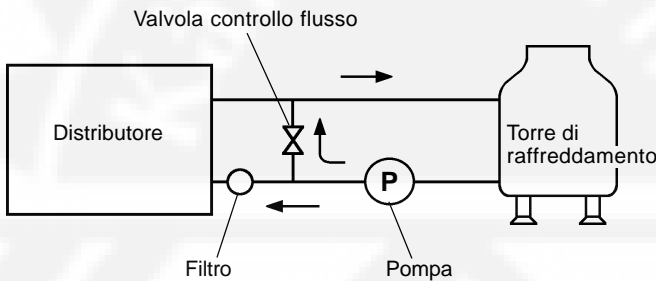 Valvola controllo flusso
Distributore
Torre di
raffreddamento
P
Filtro
Pompa